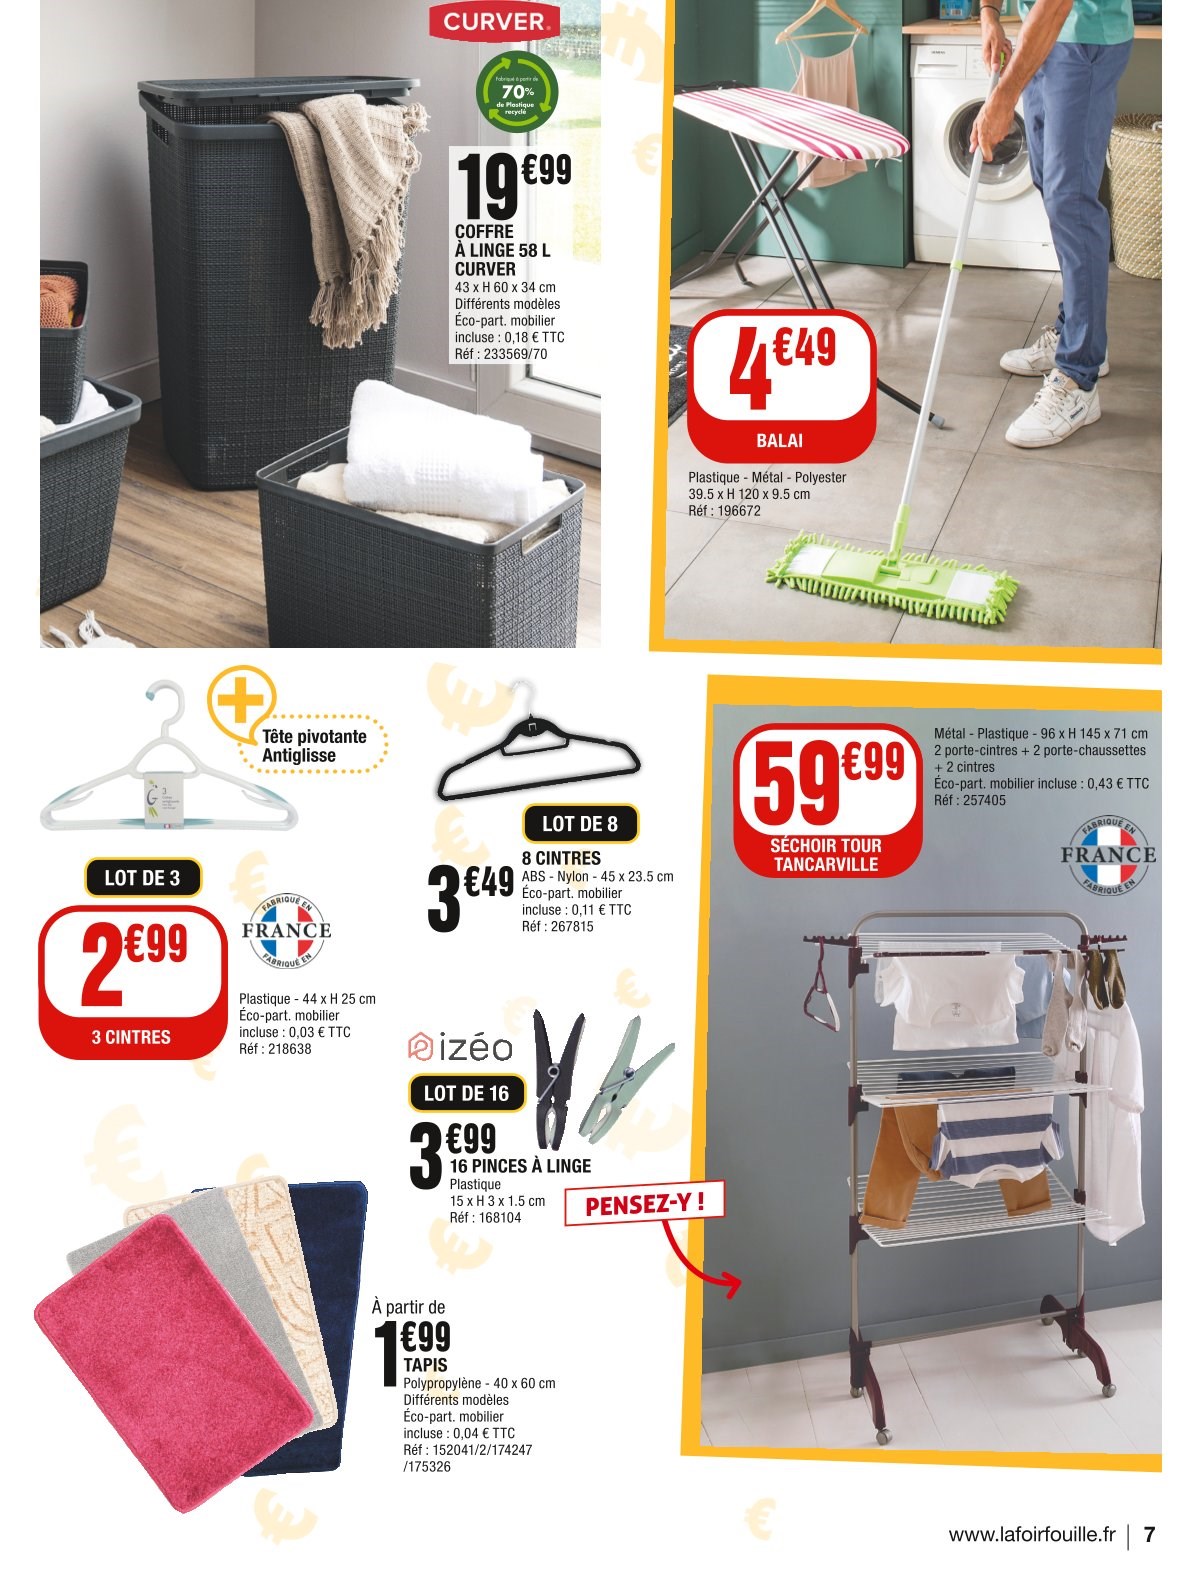 CURVER
Fabriqué à partir de
70%
de Plastique
recyclé
19€99
COFFRE
À LINGE 58 L
CURVER
43 x H 60 x 34 cm
Différents modèles
Éco-part. mobilier
incluse : 0,18 € TTC
Réf : 233569/70
4€49
BALAI
Plastique - Métal - Polyester
39.5 x H 120 x 9.5 cm
Réf : 196672
Tête pivotante
Antiglisse
LOT DE 3
2€99
3 CINTRES
FABRIQUÉ EN
FRANCE
FABRIQUÉ EN
Plastique - 44 x H 25 cm
Éco-part. mobilier
incluse : 0,03 € TTC
Réf : 218638
LOT DE 8
3€49
8 CINTRES
ABS - Nylon - 45 x 23.5 cm
Éco-part. mobilier
incluse : 0,11 € TTC
Réf : 267815
izéo
LOT DE 16
3€99
16 PINCES À LINGE
Plastique
15 x H 3 x 1.5 cm
Réf : 168104
PENSEZ-Y !
59€99
SÉCHOIR TOUR
TANCARVILLE
Métal - Plastique - 96 x H 145 x 71 cm
2 porte-cintres + 2 porte-chaussettes
+ 2 cintres
Éco-part. mobilier incluse : 0,43 € TTC
Réf : 257405
FABRIQUÉ EN
FRANCE
FABRIQUÉ EN
À partir de
1€99
TAPIS
Polypropylène - 40 x 60 cm
Différents modèles
Éco-part. mobilier
incluse : 0,04 € TTC
Réf : 152041/2/174247
/175326
www.lafoirfouille.fr | 7